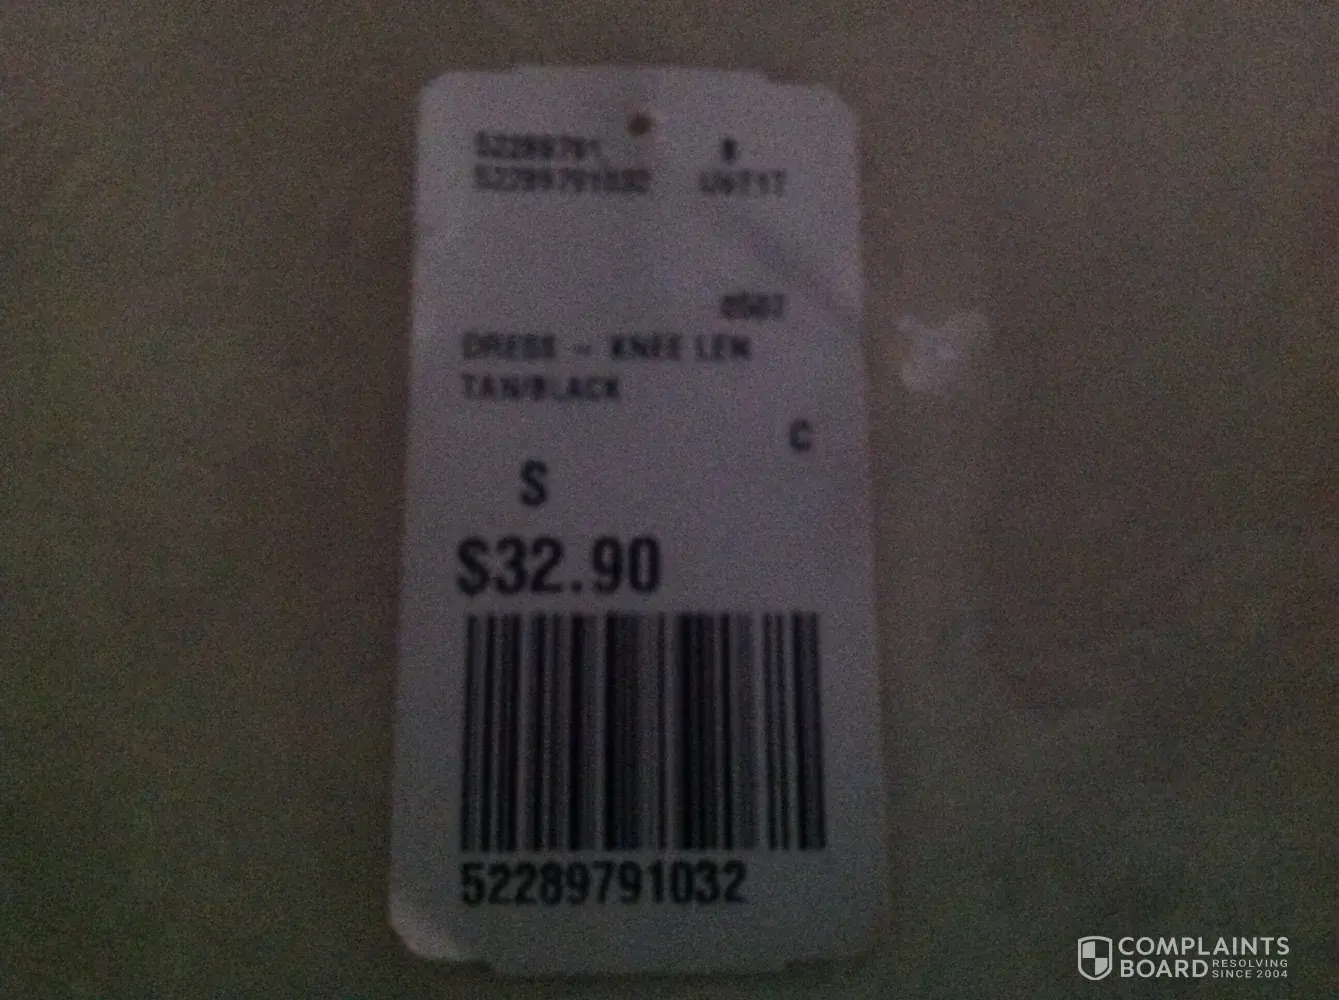 52289791
52289791032
DRESS - KNEE LEN
TAN/BLACK
C
S
$32.90
52289791032
COMPLAINTS
BOARD RESOLVING
SINCE 2004